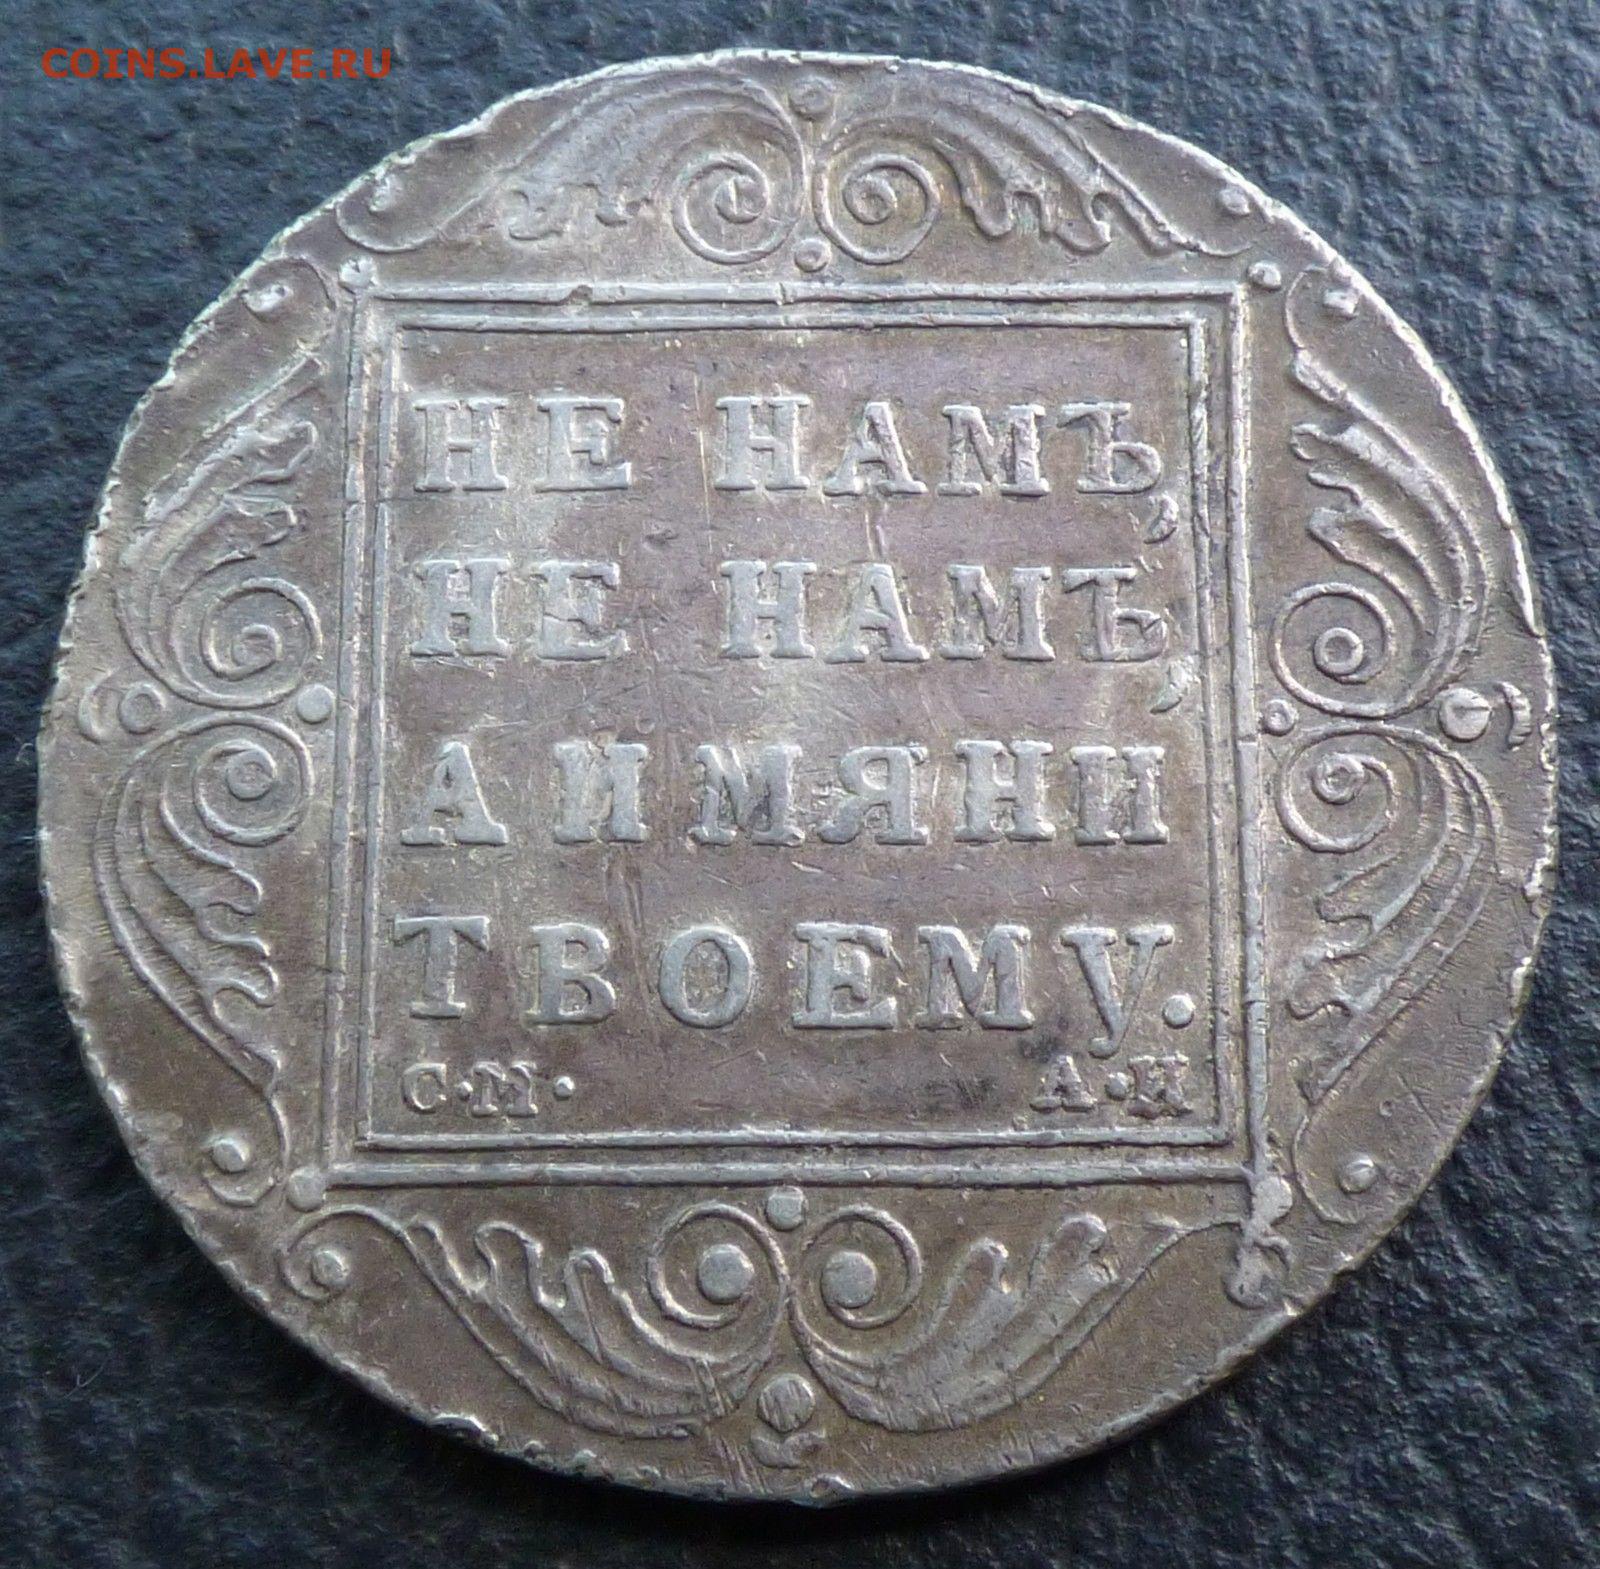 COINS.LAVE.RU
НЕ НАМЪ,
НЕ НАМЪ,
А ИМЯНИ
ТВОЕМУ.
С·М· А·И